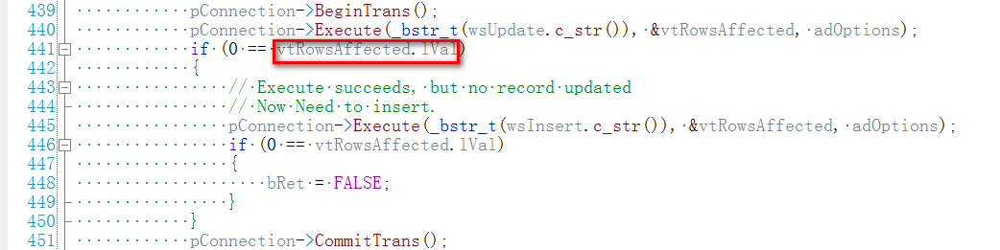 439 pConnection->BeginTrans();
440 pConnection->Execute(_bstr_t(wsUpdate.c_str()), &vtRowsAffected, adOptions);
441 if (0 == vtRowsAffected.lVal)
442 {
443 // Execute succeeds, but no record updated
444 // Now Need to insert.
445 pConnection->Execute(_bstr_t(wsInsert.c_str()), &vtRowsAffected, adOptions);
446 if (0 == vtRowsAffected.lVal)
447 {
448 bRet = FALSE;
449 }
450 }
451 pConnection->CommitTrans();